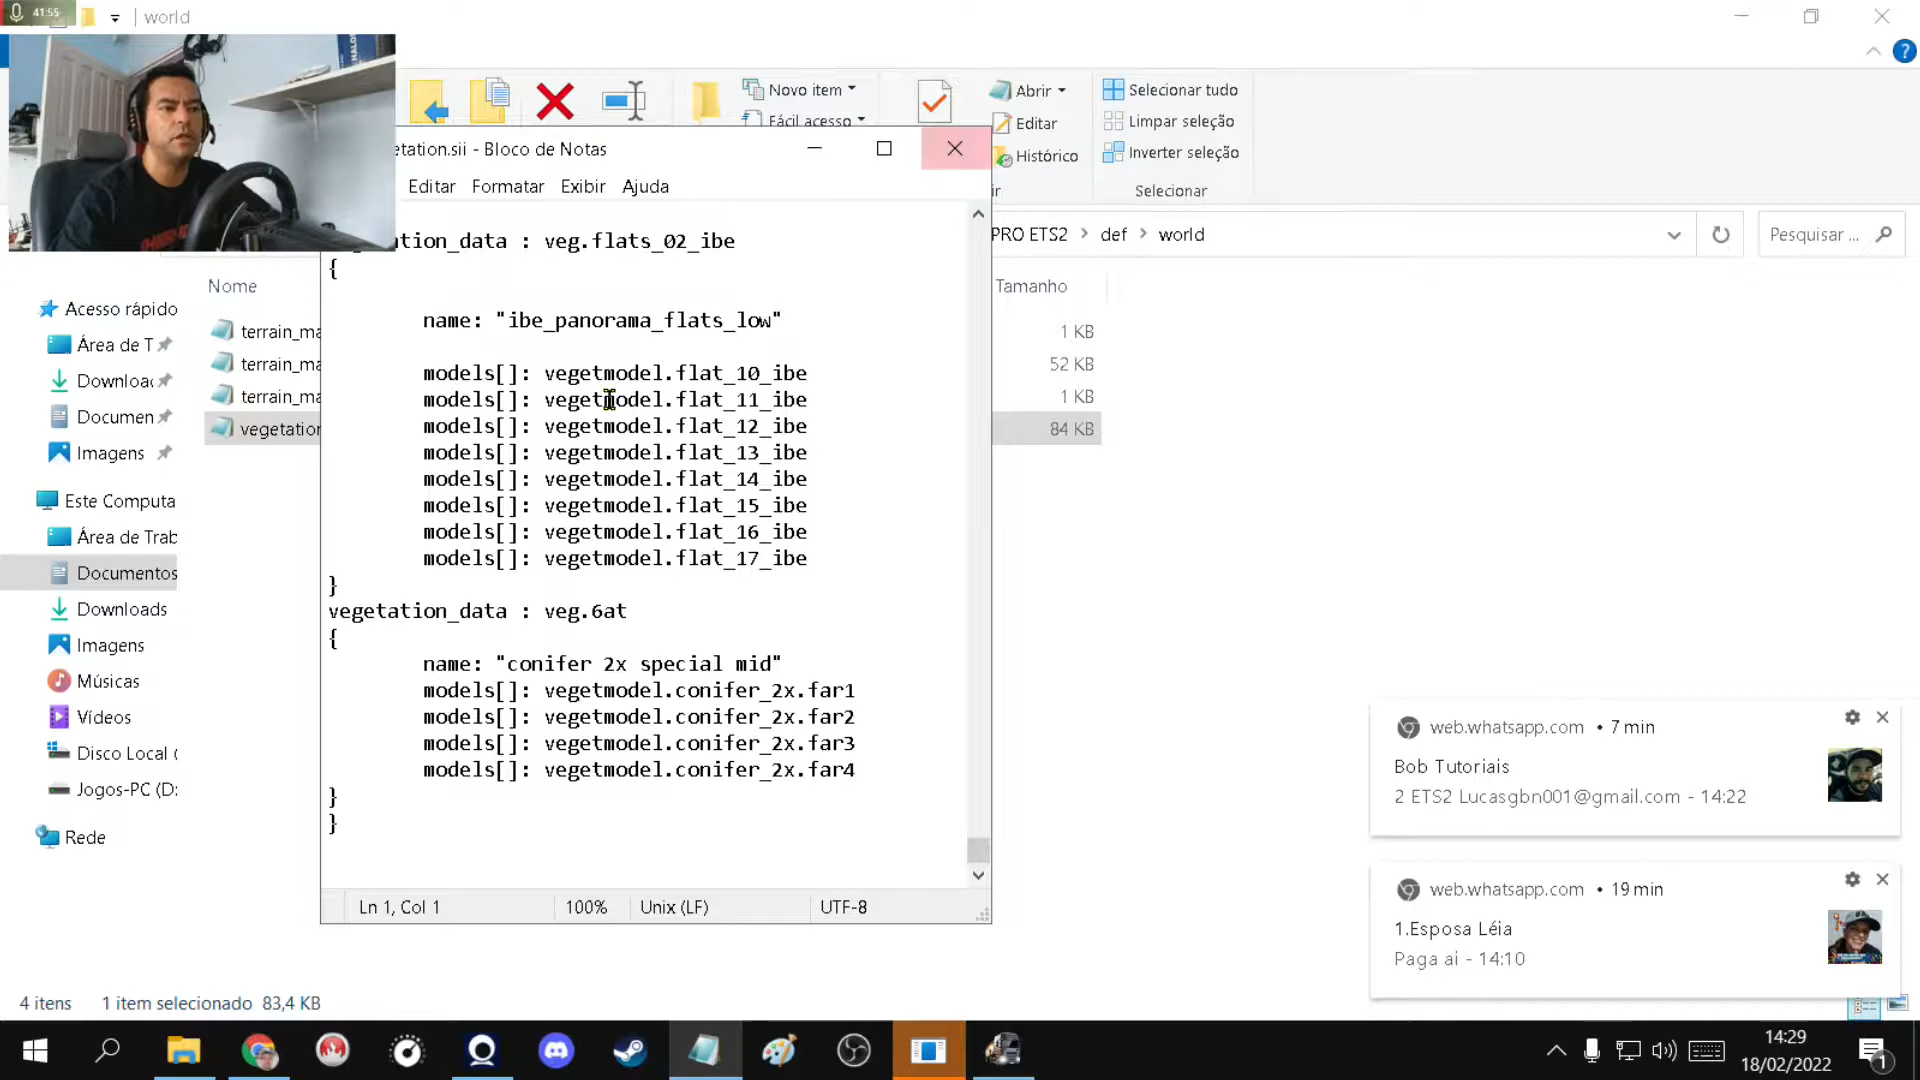 41:55
world
Novo item
Fácil acesso
Abrir
Editar
Histórico
Selecionar tudo
Limpar seleção
Inverter seleção
Selecionar
etation.sii - Bloco de Notas
Editar Formatar Exibir Ajuda
PRO ETS2 > def > world
Pesquisar ...
Nome
Tamanho
Acesso rápido
Área de T
Downloa
Documen
Imagens
Este Computa
Área de Trab
Documentos
Downloads
Imagens
Músicas
Vídeos
Disco Local (
Jogos-PC (D:
Rede
terrain_ma
terrain_ma
terrain_ma
vegetation
1 KB
52 KB
1 KB
84 KB
tation_data : veg.flats_02_ibe
{
name: "ibe_panorama_flats_low"
models[]: vegetmodel.flat_10_ibe
models[]: vegetmodel.flat_11_ibe
models[]: vegetmodel.flat_12_ibe
models[]: vegetmodel.flat_13_ibe
models[]: vegetmodel.flat_14_ibe
models[]: vegetmodel.flat_15_ibe
models[]: vegetmodel.flat_16_ibe
models[]: vegetmodel.flat_17_ibe
}
vegetation_data : veg.6at
{
name: "conifer 2x special mid"
models[]: vegetmodel.conifer_2x.far1
models[]: vegetmodel.conifer_2x.far2
models[]: vegetmodel.conifer_2x.far3
models[]: vegetmodel.conifer_2x.far4
}
}
Ln 1, Col 1 100% Unix (LF) UTF-8
web.whatsapp.com • 7 min
Bob Tutoriais
2 ETS2 Lucasgbn001@gmail.com - 14:22
web.whatsapp.com • 19 min
1.Esposa Léia
Paga ai - 14:10
4 itens 1 item selecionado 83,4 KB
14:29
18/02/2022
1